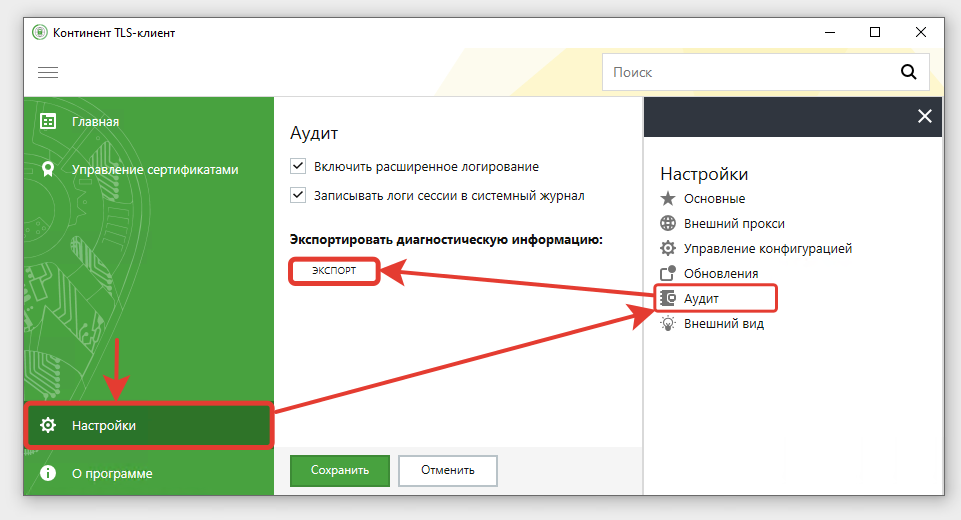 Континент TLS-клиент
Поиск
Главная
Управление сертификатами
Настройки
О программе
Аудит
Включить расширенное логирование
Записывать логи сессии в системный журнал
Экспортировать диагностическую информацию:
ЭКСПОРТ
Сохранить
Отменить
Настройки
Основные
Внешний прокси
Управление конфигурацией
Обновления
Аудит
Внешний вид